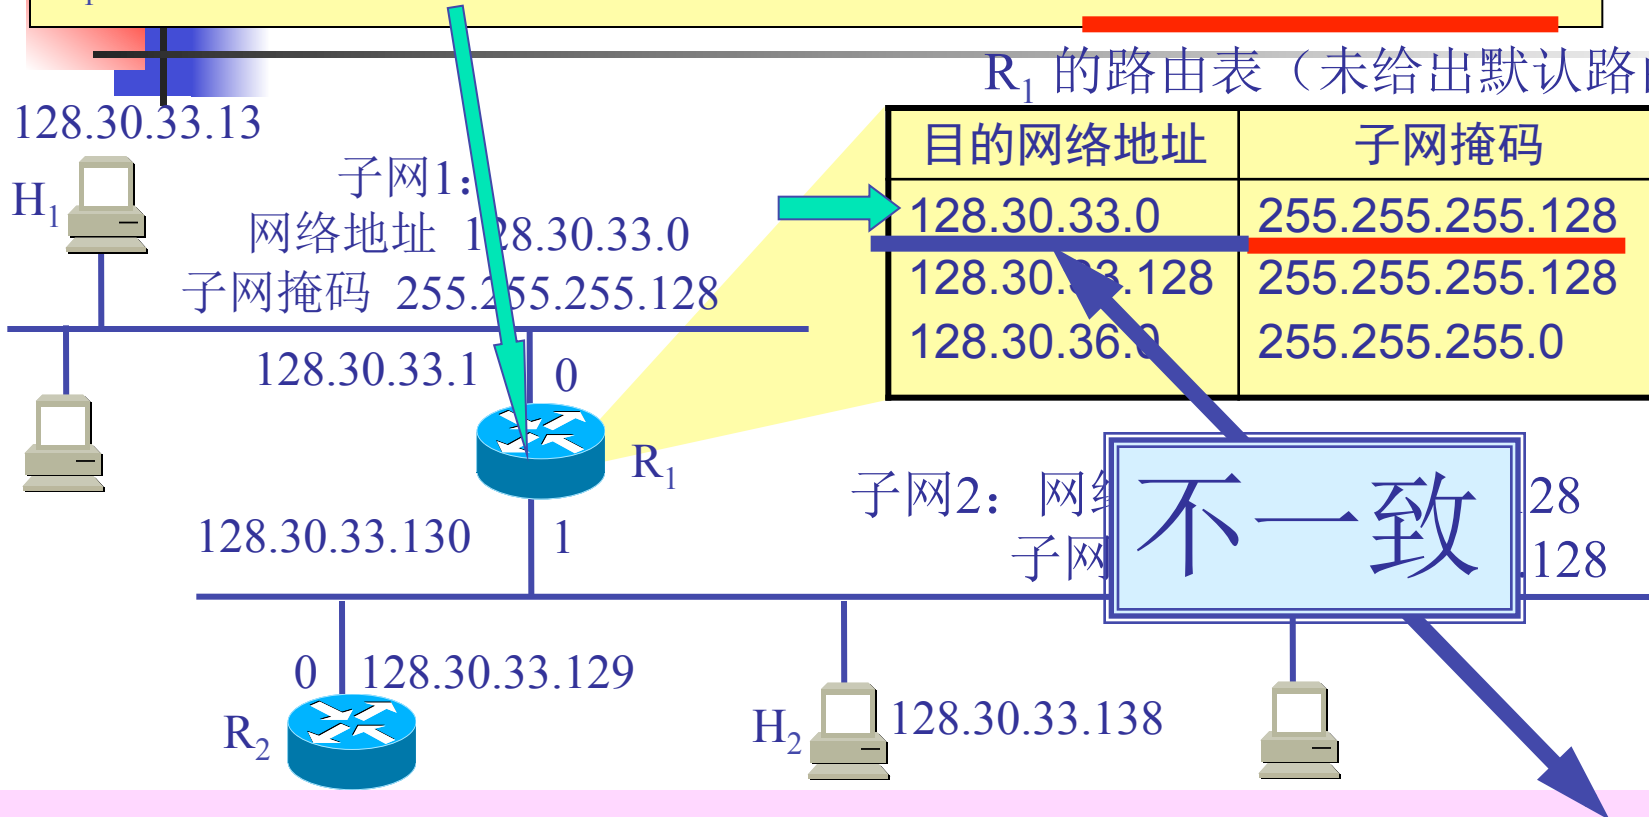 R₁ 的路由表（未给出默认路
128.30.33.13
目的网络地址 子网掩码
H₁
子网1：
128.30.33.0 255.255.255.128
网络地址 128.30.33.0
128.30.33.128 255.255.255.128
子网掩码 255.255.255.128
128.30.36.0 255.255.255.0
128.30.33.1 0
R₁
子网2：网 28
不一致
128.30.33.130 1
子网 .128
0 128.30.33.129
R₂
H₂ 128.30.33.138